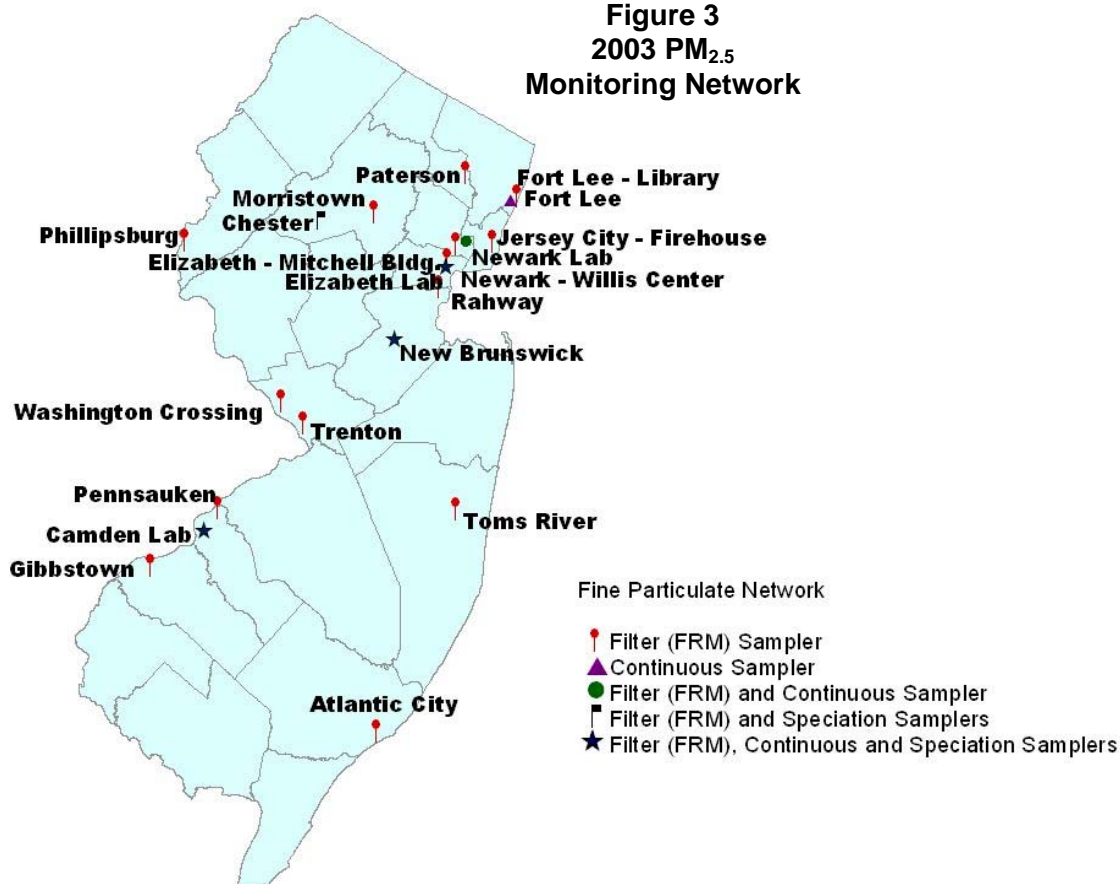 Figure 3
2003 PM2.5
Monitoring Network
Paterson
Fort Lee - Library
Morristown
Fort Lee
Chester
Phillipsburg
Jersey City - Firehouse
Elizabeth - Mitchell Bldg.
Newark Lab
Elizabeth Lab
Newark - Willis Center
Rahway
New Brunswick
Washington Crossing
Trenton
Pennsauken
Toms River
Camden Lab
Gibbstown
Atlantic City
Fine Particulate Network
Filter (FRM) Sampler
Continuous Sampler
Filter (FRM) and Continuous Sampler
Filter (FRM) and Speciation Samplers
Filter (FRM), Continuous and Speciation Samplers